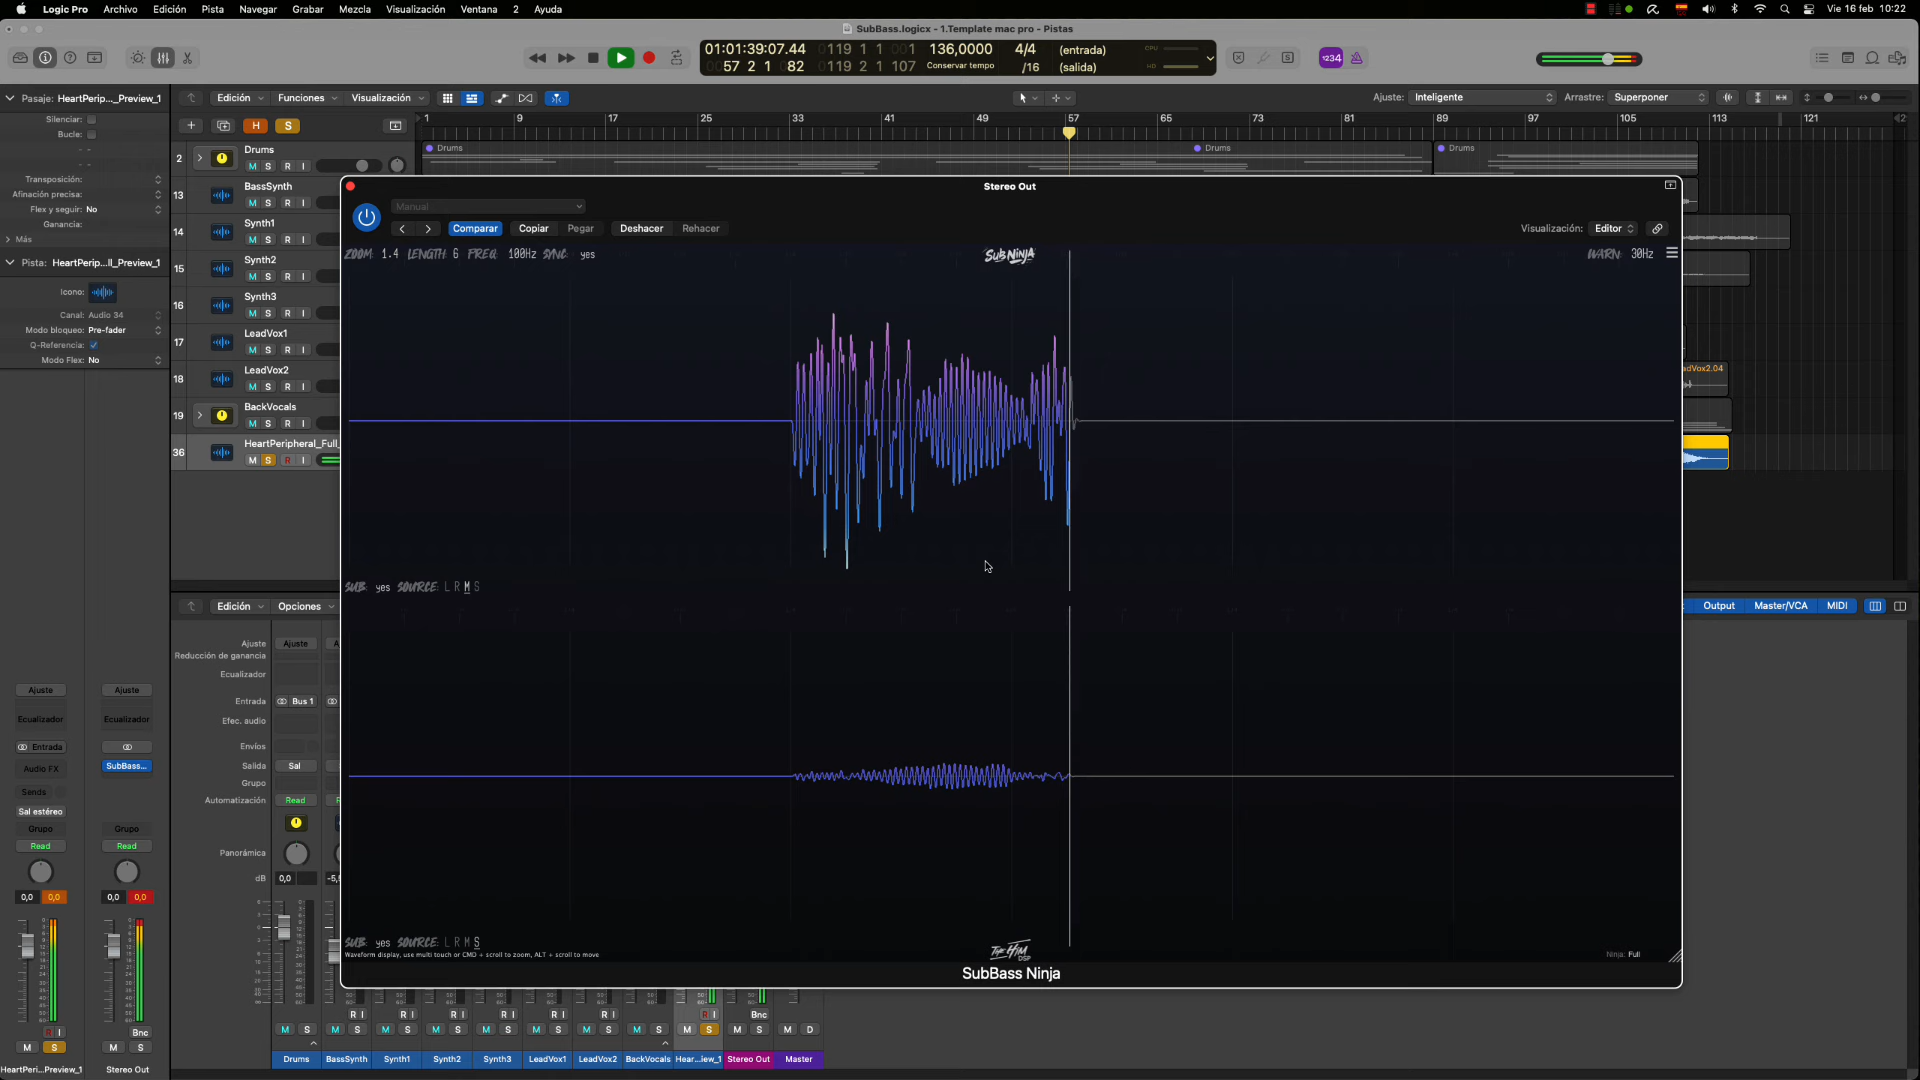 Logic Pro Archivo Edición Pista Navegar Grabar Mezcla Visualización Ventana 2 Ayuda
Vie 16 feb 10:22
SubBass.logicx - 1.Template mac pro - Pistas
01:01:39:07.44 0119 1 1 001 136,0000 4/4 (entrada) CPU
0057 2 1 082 0119 2 1 107 Conservar tempo /16 (salida) HD
1234
Pasaje: HeartPerip..._Preview_1
Edición Funciones Visualización
Ajuste: Inteligente Arrastre: Superponer
Silenciar:
Bucle:
H S
1 9 17 25 33 41 49 57 65 73 81 89 97 105 113 121
Transposición:
Afinación precisa:
Flex y seguir: No
Ganancia:
Más
Pista: HeartPerip...ll_Preview_1
Icono:
Canal: Audio 34
Modo bloqueo: Pre-fader
Q-Referencia:
Modo Flex: No
2 Drums
M S R I
Drums Drums Drums
13 BassSynth
M S R I
14 Synth1
M S R I
15 Synth2
M S R I
16 Synth3
M S R I
17 LeadVox1
M S R I
18 LeadVox2
M S R I
adVox2.04
19 BackVocals
M S R I
36 HeartPeripheral_Full_
M S R I
Stereo Out
Manual
Comparar Copiar Pegar Deshacer Rehacer
Visualización: Editor
ZOOM: 1.4 LENGTH: 6 FREQ: 100Hz SYNC: yes
SubNinja
WARN: 30Hz
SUB: yes SOURCE: L R M S
SUB: yes SOURCE: L R M S
Waveform display, use multi touch or CMD + scroll to zoom, ALT + scroll to move
THE HIM DSP
Ninja: Full
SubBass Ninja
Edición Opciones
Output Master/VCA MIDI
Ajuste Ajuste
Reducción de ganancia
Ecualizador
Entrada Bus 1
Efec. audio
Envíos
Salida Sal
Grupo
Automatización Read
Panorámica
dB 0,0 -5,
Ajuste Ajuste
Ecualizador Ecualizador
Entrada
Audio FX SubBass...
Sends
Sal estéreo
Grupo Grupo
Read Read
0,0 0,0 0,0 0,0
R I Bnc
M S M S
HeartPeri...Preview_1 Stereo Out
R I R I R I R I R I R I R I R I Bnc
M S M S M S M S M S M S M S M S M S M S M D
Drums BassSynth Synth1 Synth2 Synth3 LeadVox1 LeadVox2 BackVocals Hear...iew_1 Stereo Out Master